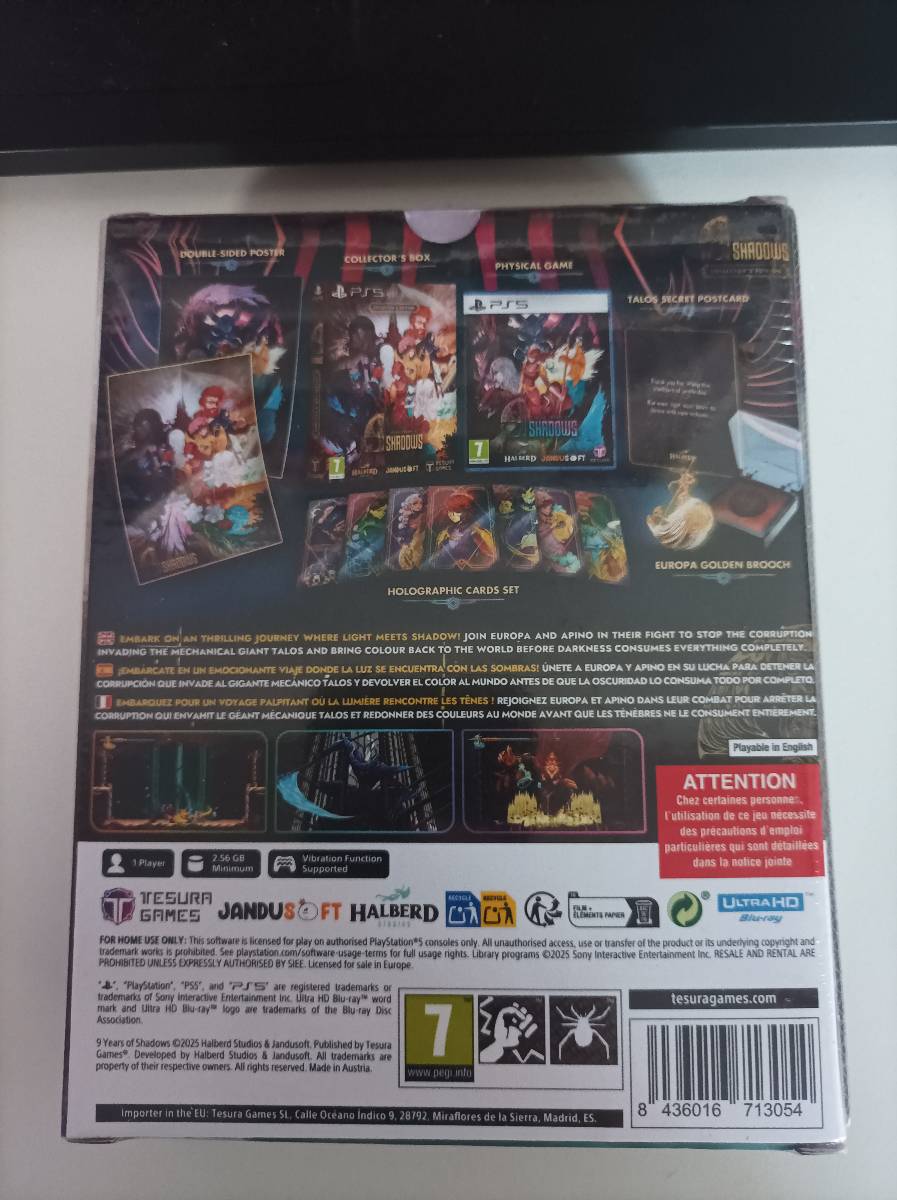 SHADOWS
DOUBLE-SIDED POSTER
COLLECTOR'S BOX
PHYSICAL GAME
TALOS SECRET POSTCARD
PS5
PS5
SHADOWS
SHADOWS
7
HALBERD JANDUSOFT TESURA GAMES
7
HALBERD JANDUSOFT
SHADOWS
HOLOGRAPHIC CARDS SET
EUROPA GOLDEN BROOCH
EMBARK ON AN THRILLING JOURNEY WHERE LIGHT MEETS SHADOW! JOIN EUROPA AND APINO IN THEIR FIGHT TO STOP THE CORRUPTION
INVADING THE MECHANICAL GIANT TALOS AND BRING COLOUR BACK TO THE WORLD BEFORE DARKNESS CONSUMES EVERYTHING COMPLETELY.
¡EMBÁRCATE EN UN EMOCIONANTE VIAJE DONDE LA LUZ SE ENCUENTRA CON LAS SOMBRAS! ÚNETE A EUROPA Y APINO EN SU LUCHA PARA DETENER LA
CORRUPCIÓN QUE INVADE AL GIGANTE MECÁNICO TALOS Y DEVOLVER EL COLOR AL MUNDO ANTES DE QUE LA OSCURIDAD LO CONSUMA TODO POR COMPLETO.
EMBARQUEZ POUR UN VOYAGE PALPITANT OÙ LA LUMIÈRE RENCONTRE LES TÊNES ! REJOIGNEZ EUROPA ET APINO DANS LEUR COMBAT POUR ARRÊTER LA
CORRUPTION QUI ENVAHIT LE GÉANT MÉCANIQUE TALOS ET REDONNER DES COULEURS AU MONDE AVANT QUE LES TÉNÈBRES NE LE CONSUMENT ENTIÈREMENT.
Playable in English
ATTENTION
Chez certaines personnes,
l'utilisation de ce jeu nécessite
des précautions d'emploi
particulières qui sont détaillées
dans la notice jointe
1 Player
2.56 GB
Minimum
Vibration Function
Supported
TESURA
GAMES
JANDUSOFT
HALBERD
STUDIOS
RECYCLE
RECYCLE
FR
FILM +
ÉLÉMENTS PAPIER
ULTRA HD
Blu-ray™
FOR HOME USE ONLY: This software is licensed for play on authorised PlayStation®5 consoles only. All unauthorised access, use or transfer of the product or its underlying copyright and
trademark works is prohibited. See playstation.com/software-usage-terms for full usage rights. Library programs ©2025 Sony Interactive Entertainment Inc. RESALE AND RENTAL ARE
PROHIBITED UNLESS EXPRESSLY AUTHORISED BY SIEE. Licensed for sale in Europe.
"PlayStation", "PS5", and "PS5" are registered trademarks or
trademarks of Sony Interactive Entertainment Inc. Ultra HD Blu-ray™ word
mark and Ultra HD Blu-ray™ logo are trademarks of the Blu-ray Disc
Association.
9 Years of Shadows ©2025 Halberd Studios & Jandusoft. Published by Tesura
Games®. Developed by Halberd Studios & Jandusoft. All trademarks are
property of their respective owners. All rights reserved. Made in Austria.
7
www.pegi.info
tesuragames.com
8 436016 713054
Importer in the EU: Tesura Games SL, Calle Océano Índico 9, 28792, Miraflores de la Sierra, Madrid, ES.